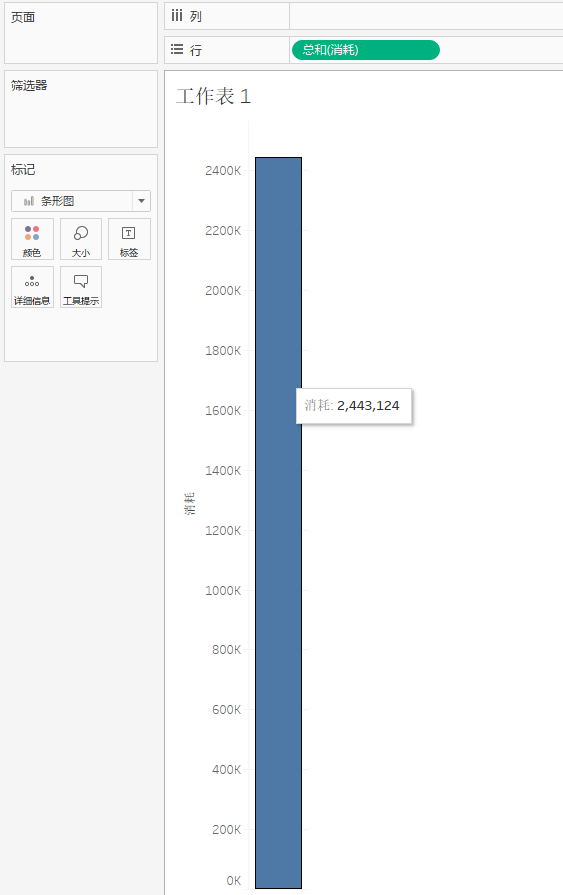 页面
列
行
总和(消耗)
筛选器
工作表 1
标记
条形图
颜色
大小
标签
详细信息
工具提示
2400K
2200K
2000K
1800K
1600K
1400K
1200K
1000K
800K
600K
400K
200K
0K
消耗
消耗: 2,443,124